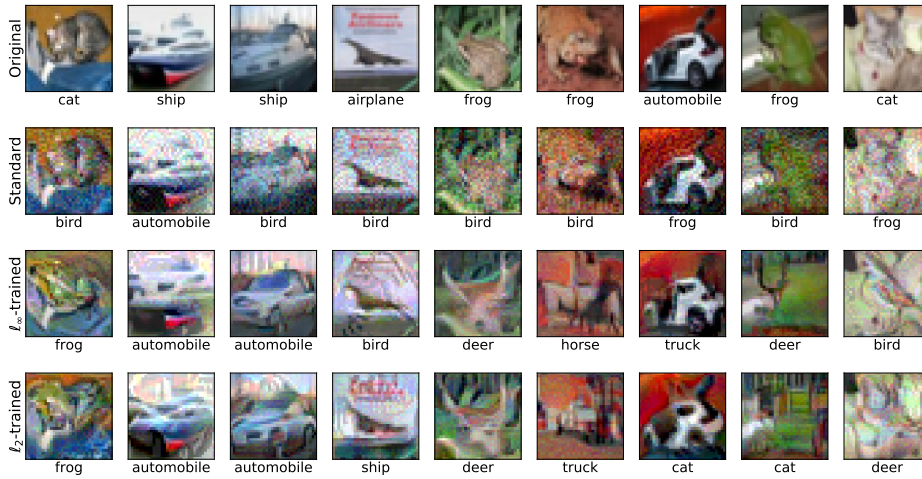 Original
cat ship ship airplane frog frog automobile frog cat
Standard
bird automobile bird bird bird bird frog bird frog
ℓ∞-trained
frog automobile automobile bird deer horse truck deer bird
ℓ2-trained
frog automobile automobile ship deer truck cat cat deer